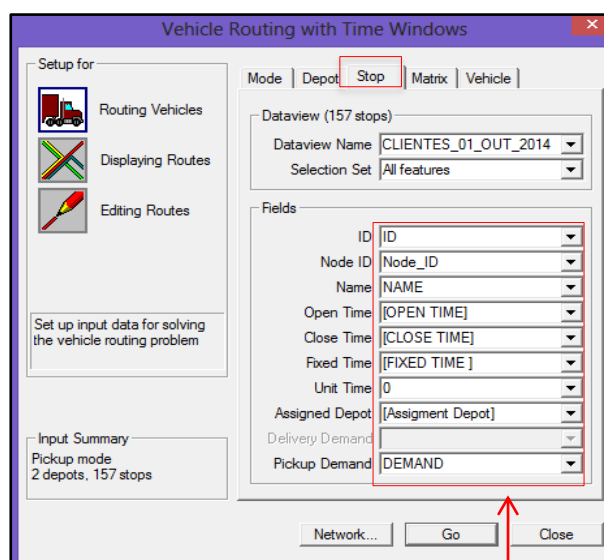 Vehicle Routing with Time Windows
Setup for
Routing Vehicles
Displaying Routes
Editing Routes
Set up input data for solving
the vehicle routing problem
Input Summary
Pickup mode
2 depots, 157 stops
Mode Depot Stop Matrix Vehicle
Dataview (157 stops)
Dataview Name CLIENTES_01_OUT_2014
Selection Set All features
Fields
ID ID
Node ID Node_ID
Name NAME
Open Time [OPEN TIME]
Close Time [CLOSE TIME]
Fixed Time [FIXED TIME ]
Unit Time 0
Assigned Depot [Assigment Depot]
Delivery Demand
Pickup Demand DEMAND
Network... Go Close